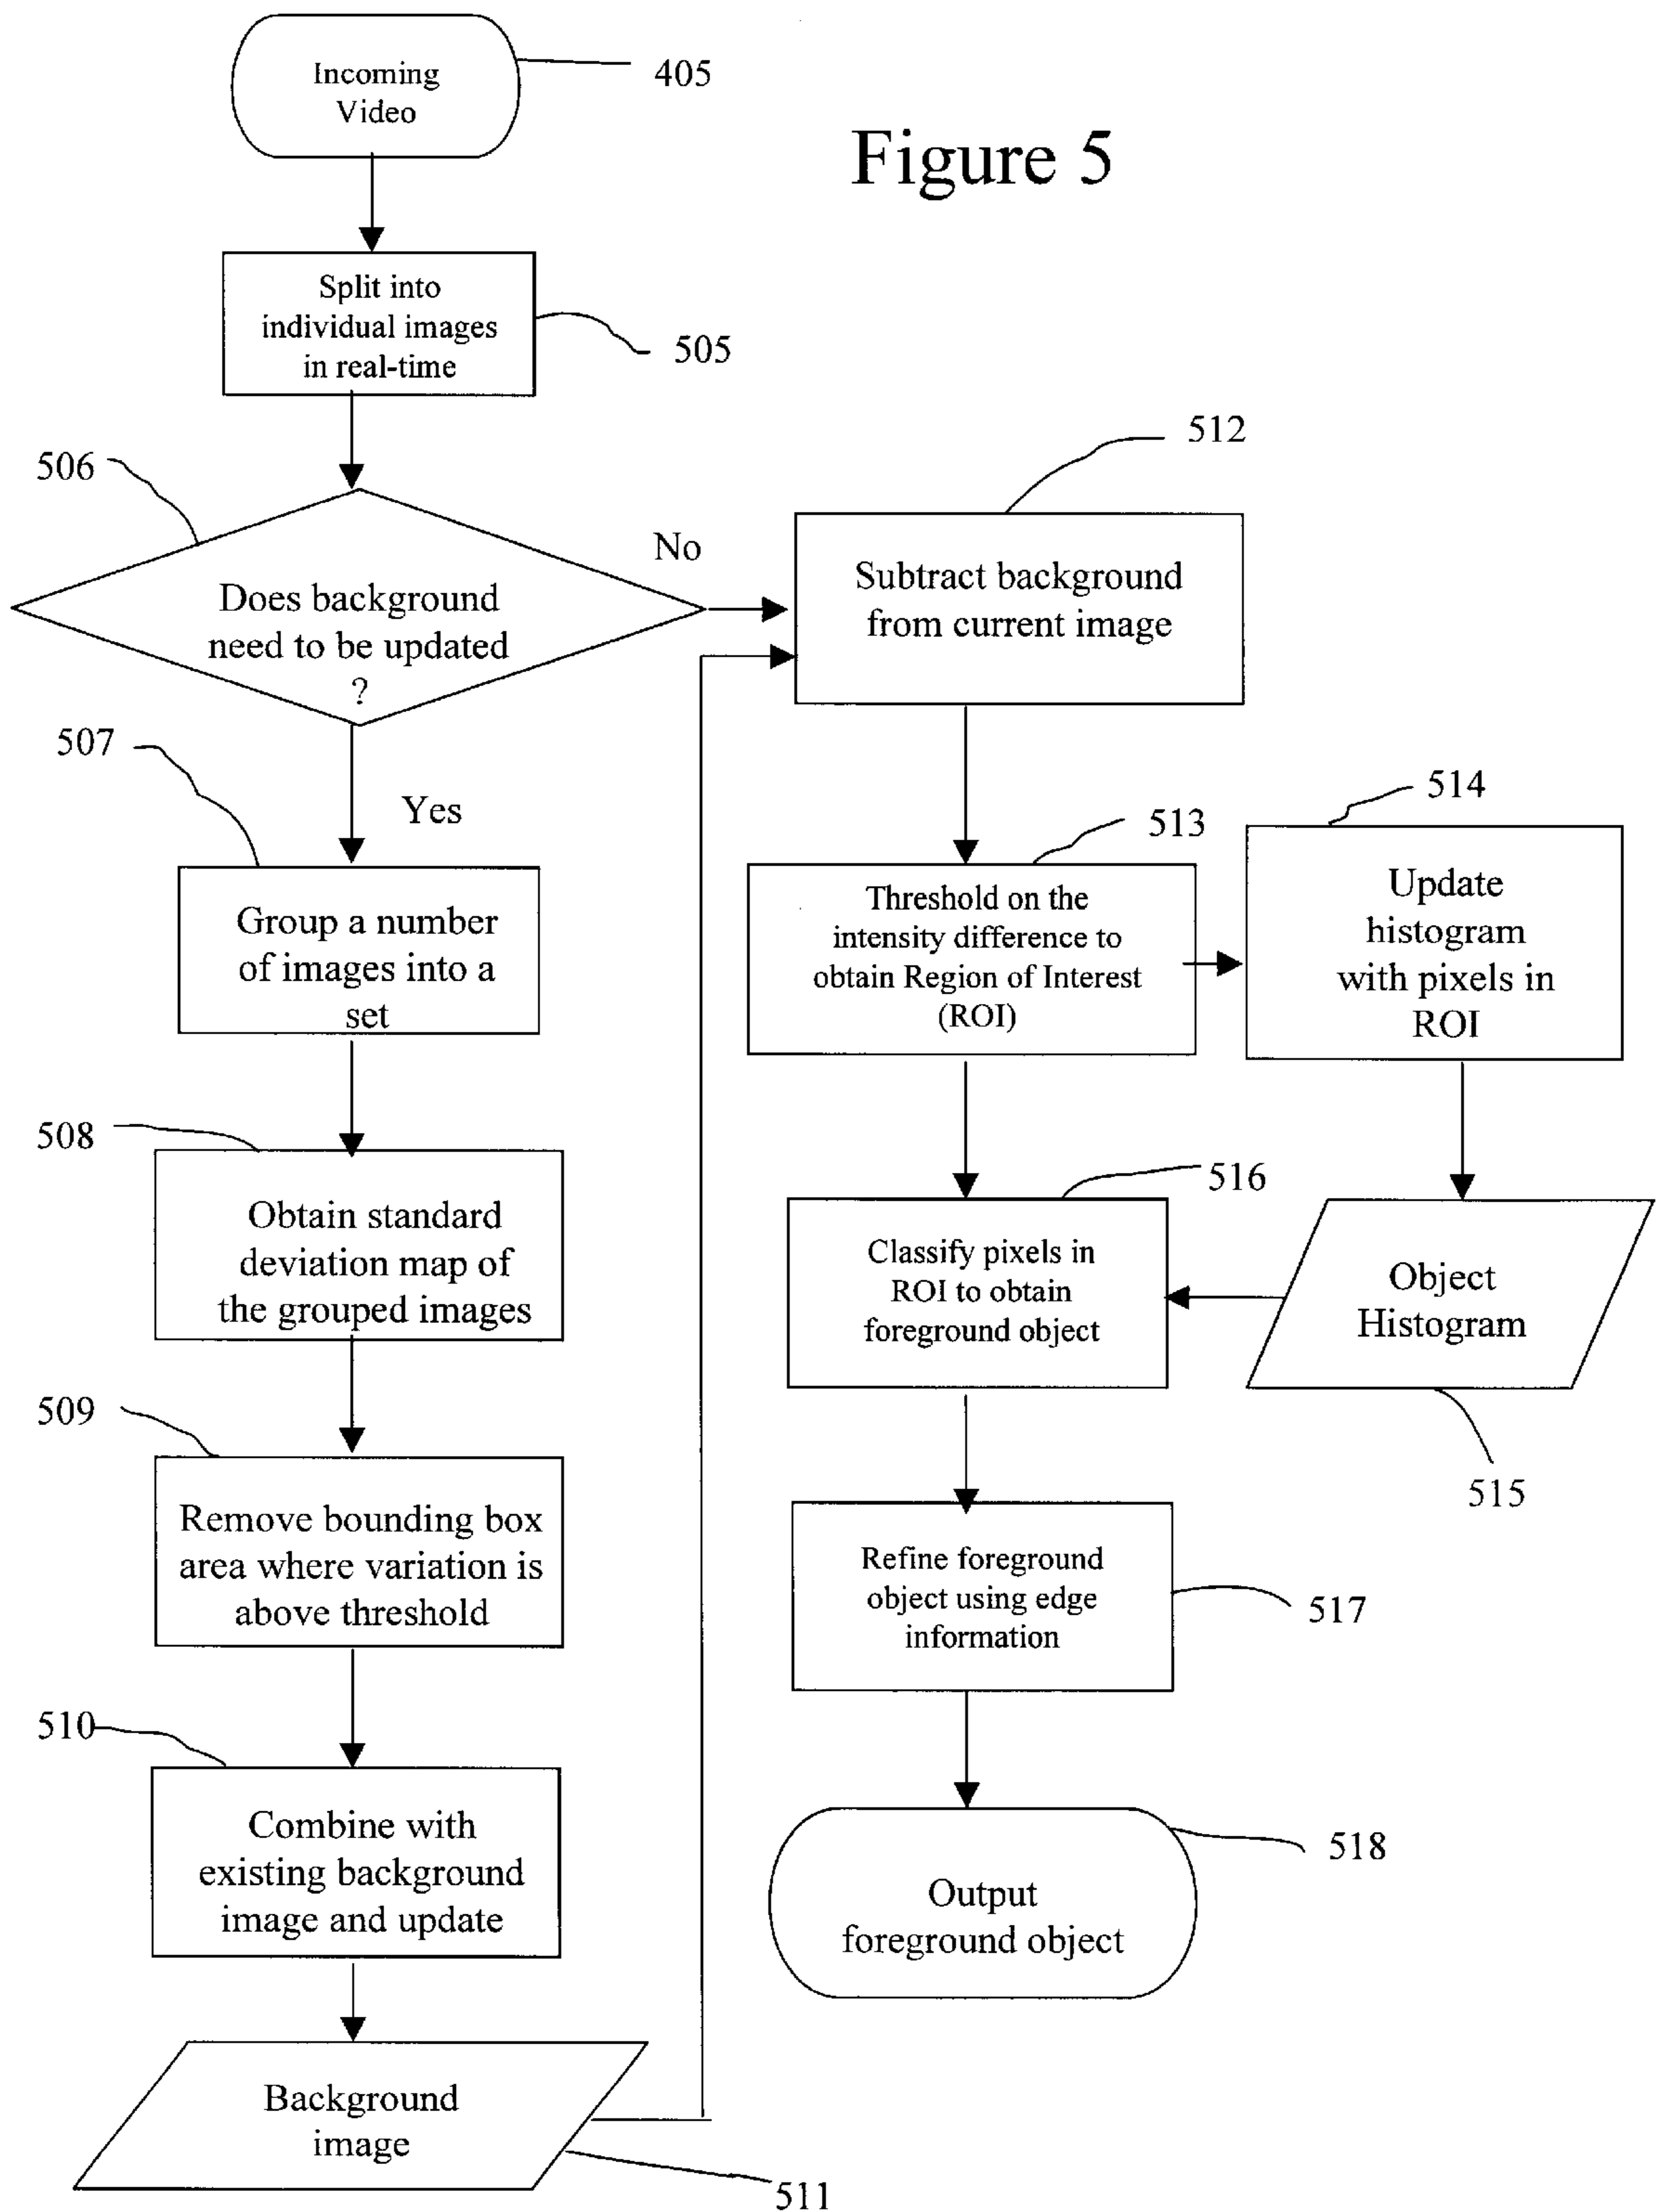 Incoming
Video
405
Figure 5
Split into
individual images
in real-time
505
506
Does background
need to be updated
?
No
Yes
507
Group a number
of images into a
set
508
Obtain standard
deviation map of
the grouped images
509
Remove bounding box
area where variation is
above threshold
510
Combine with
existing background
image and update
Background
image
511
512
Subtract background
from current image
513
Threshold on the
intensity difference to
obtain Region of Interest
(ROI)
514
Update
histogram
with pixels in
ROI
516
Classify pixels in
ROI to obtain
foreground object
Object
Histogram
515
Refine foreground
object using edge
information
517
518
Output
foreground object